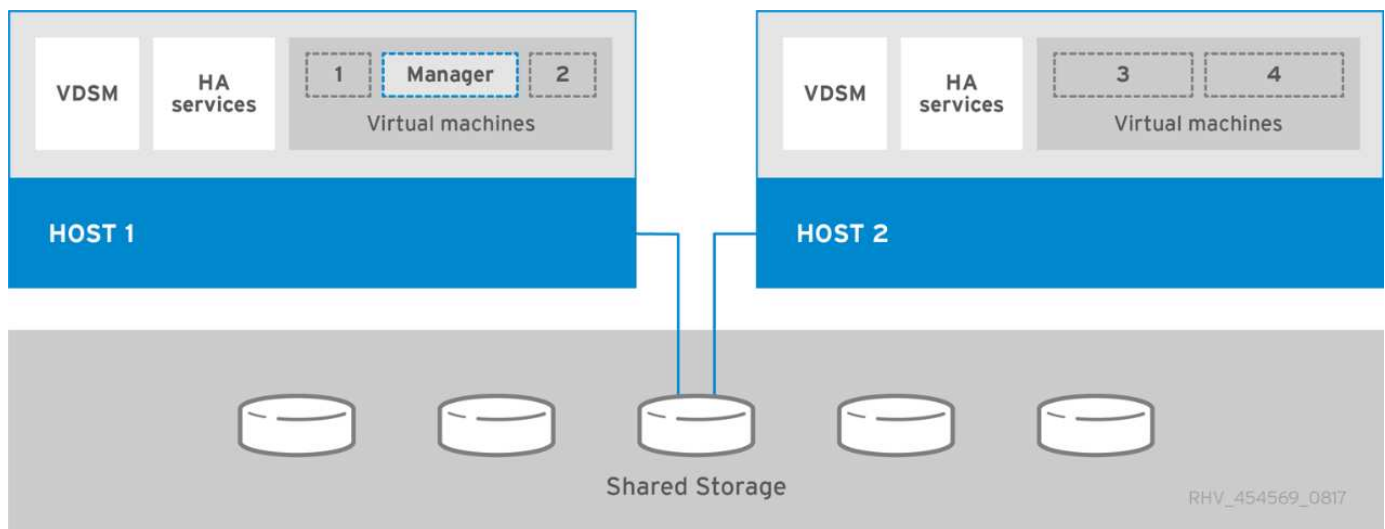 VDSM
HA
services
1
Manager
2
Virtual machines
HOST 1
VDSM
HA
services
3
4
Virtual machines
HOST 2
Shared Storage
RHV_454569_0817